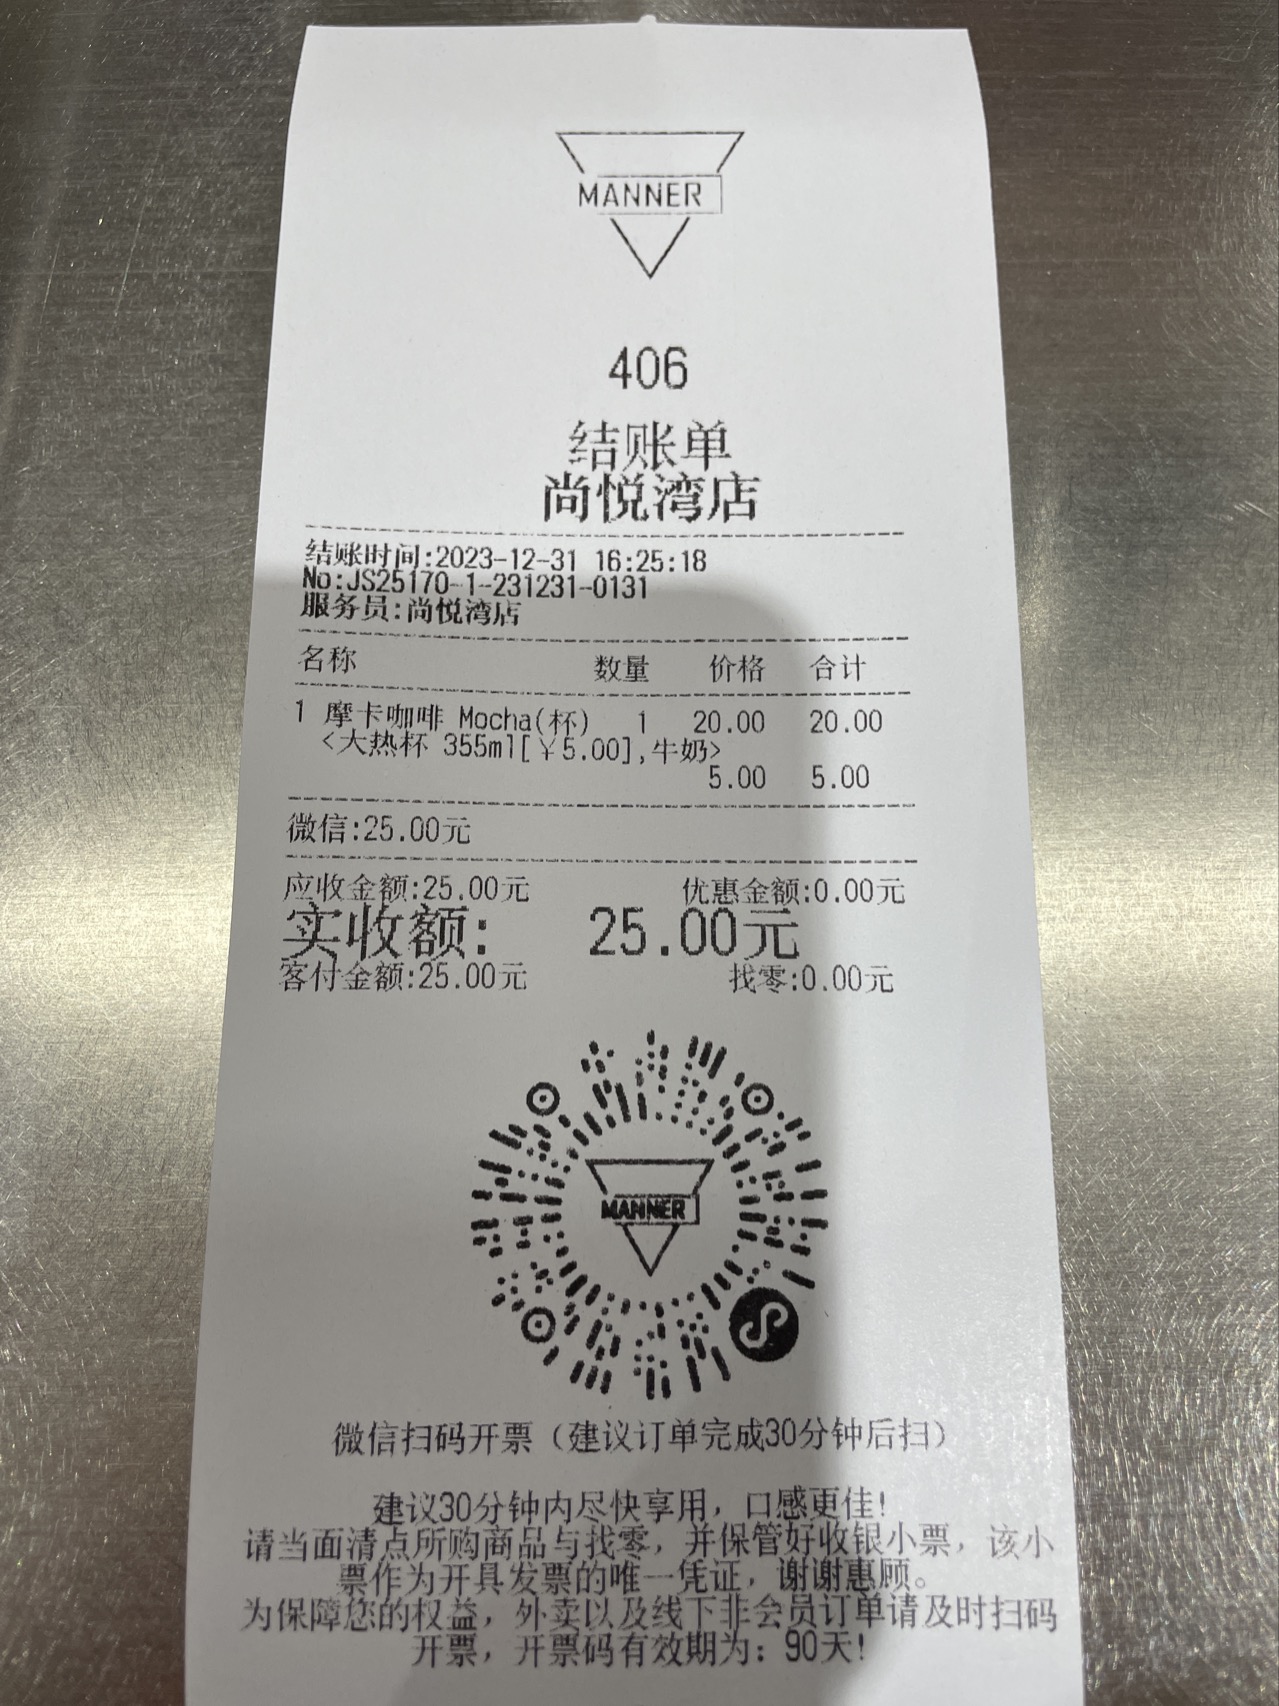 MANNER
406
结账单
尚悦湾店
结账时间:2023-12-31 16:25:18
No:JS25170-1-231231-0131
服务员:尚悦湾店
名称 数量 价格 合计
1 摩卡咖啡 Mocha(杯) 1 20.00 20.00
<大热杯 355ml[￥5.00],牛奶>
5.00 5.00
微信:25.00元
应收金额:25.00元 优惠金额:0.00元
实收额: 25.00元
客付金额:25.00元 找零:0.00元
MANNER
微信扫码开票（建议订单完成30分钟后扫）
建议30分钟内尽快享用，口感更佳!
请当面清点所购商品与找零，并保管好收银小票，该小
票作为开具发票的唯一凭证，谢谢惠顾。
为保障您的权益，外卖以及线下非会员订单请及时扫码
开票，开票码有效期为: 90天!